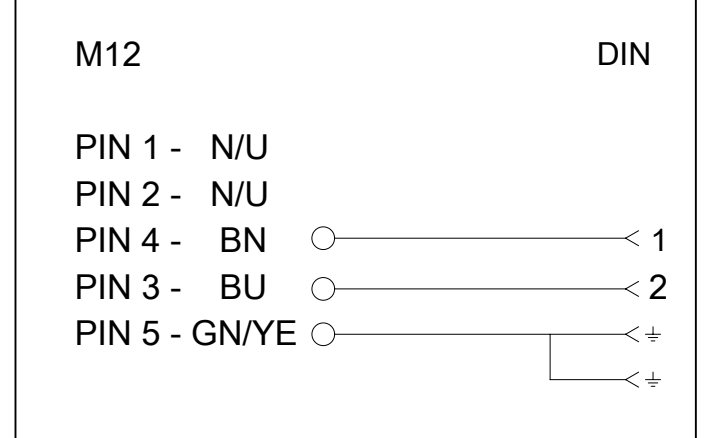 M12 DIN
PIN 1 - N/U
PIN 2 - N/U
PIN 4 - BN 1
PIN 3 - BU 2
PIN 5 - GN/YE